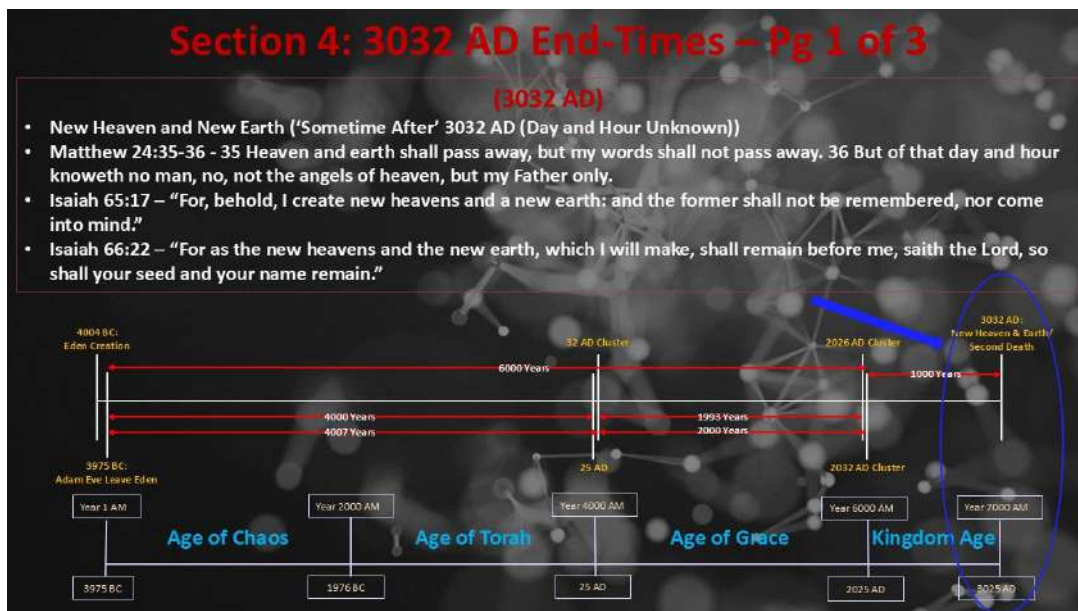 Section 4: 3032 AD End-Times – Pg 1 of 3
(3032 AD)
• New Heaven and New Earth ('Sometime After' 3032 AD (Day and Hour Unknown))
• Matthew 24:35-36 - 35 Heaven and earth shall pass away, but my words shall not pass away. 36 But of that day and hour
knoweth no man, no, not the angels of heaven, but my Father only.
• Isaiah 65:17 – “For, behold, I create new heavens and a new earth: and the former shall not be remembered, nor come
into mind.”
• Isaiah 66:22 – “For as the new heavens and the new earth, which I will make, shall remain before me, saith the Lord, so
shall your seed and your name remain.”
4004 BC:
Eden Creation
32 AD Cluster
2026 AD Cluster
3032 AD:
New Heaven & Earth/
Second Death
6000 Years
1000 Years
4000 Years
1993 Years
4007 Years
2000 Years
3975 BC:
Adam Eve Leave Eden
25 AD
2032 AD Cluster
Year 1 AM
Year 2000 AM
Year 4000 AM
Year 6000 AM
Year 7000 AM
Age of Chaos
Age of Torah
Age of Grace
Kingdom Age
3975 BC
1976 BC
25 AD
2025 AD
3025 AD